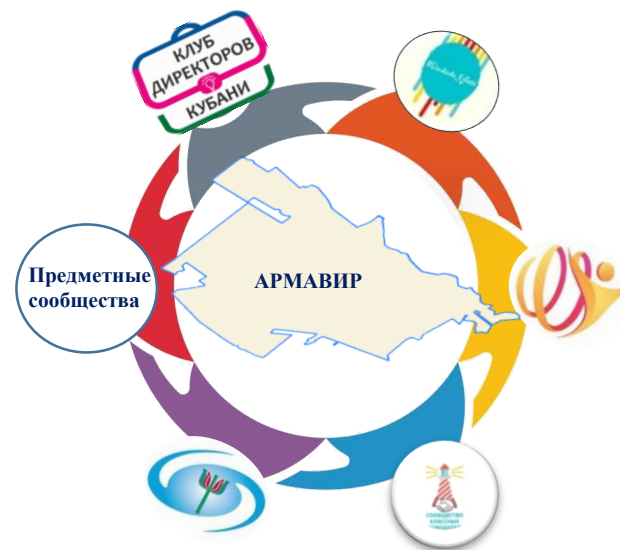 КЛУБ
ДИРЕКТОРОВ
КУБАНИ
Предметные
сообщества
АРМАВИР
СООБЩЕСТВО
КЛАССНЫХ